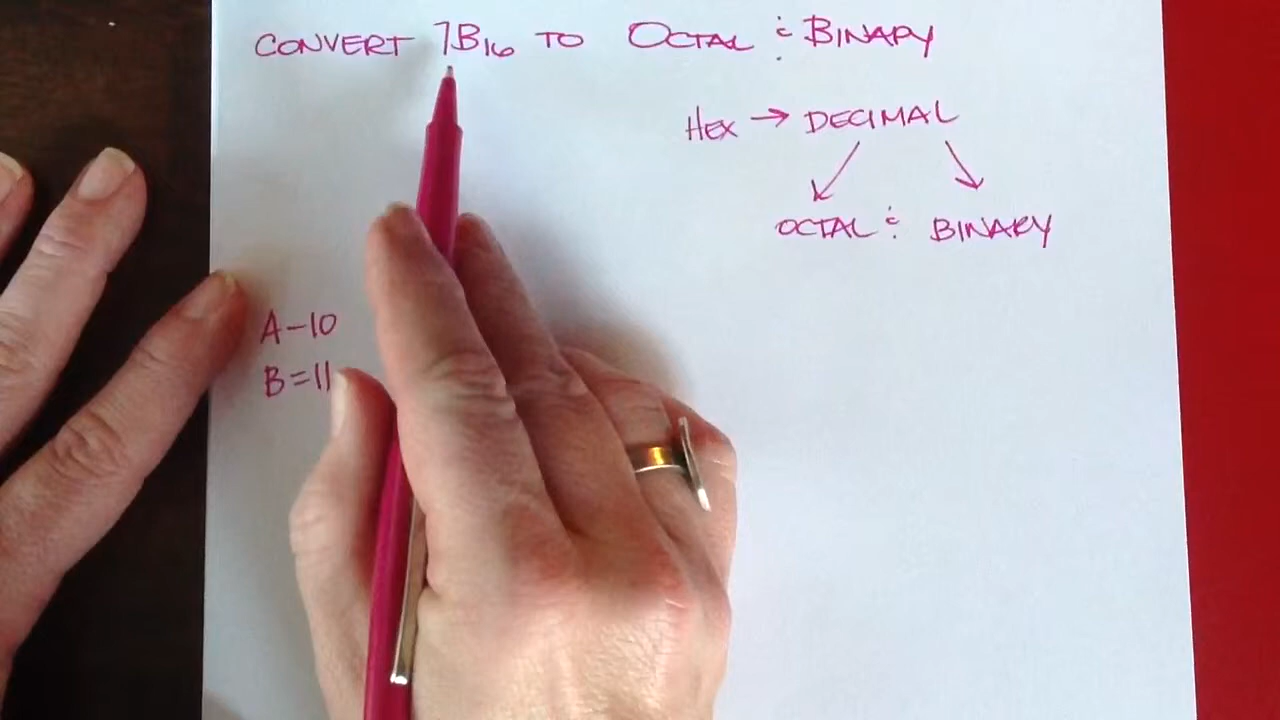 CONVERT 7B16 TO OCTAL & BINARY
HEX → DECIMAL
OCTAL & BINARY
A-10
B=11